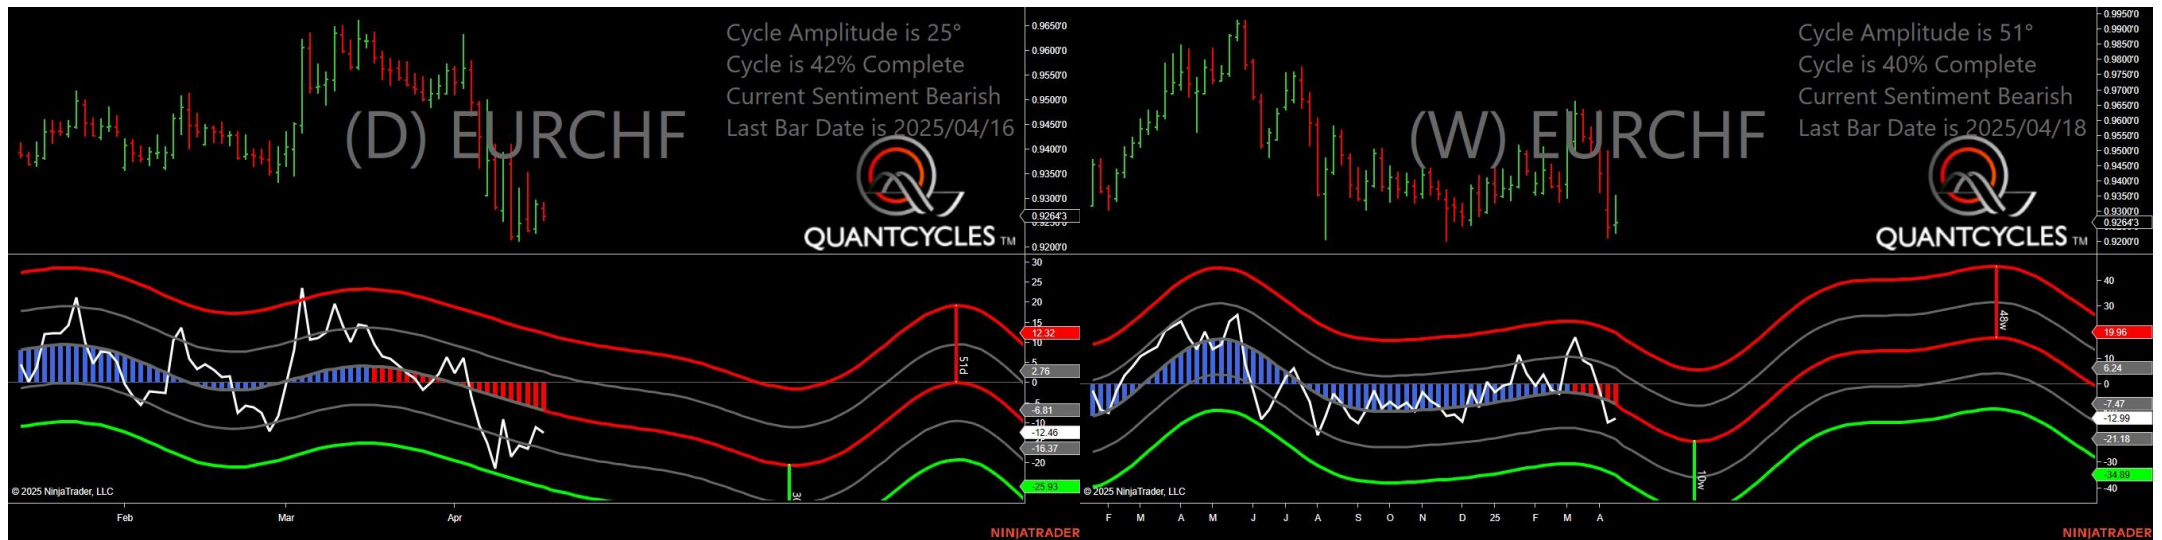 Cycle Amplitude is 25°
Cycle is 42% Complete
Current Sentiment Bearish
Last Bar Date is 2025/04/16
(D) EURCHF
QUANTCYCLES TM
0.9650'0
0.9600'0
0.9550'0
0.9500'0
0.9450'0
0.9400'0
0.9350'0
0.9300'0
0.9264'3
0.9200'0
30
25
20
15
12.32
10
5
2.76
0
-6.81
-10
-12.46
-16.37
-20
-25.93
51d
© 2025 NinjaTrader, LLC
Feb
Mar
Apr
NINJATRADER
Cycle Amplitude is 51°
Cycle is 40% Complete
Current Sentiment Bearish
Last Bar Date is 2025/04/18
(W) EURCHF
QUANTCYCLES TM
0.9950'0
0.9900'0
0.9850'0
0.9800'0
0.9750'0
0.9700'0
0.9650'0
0.9600'0
0.9550'0
0.9500'0
0.9450'0
0.9400'0
0.9350'0
0.9300'0
0.9264'3
0.9200'0
40
30
19.96
10
6.24
0
-7.47
-12.99
-21.18
-30
-34.89
-40
48w
10w
© 2025 NinjaTrader, LLC
F
M
A
M
J
J
A
S
O
N
D
25
F
M
A
NINJATRADER